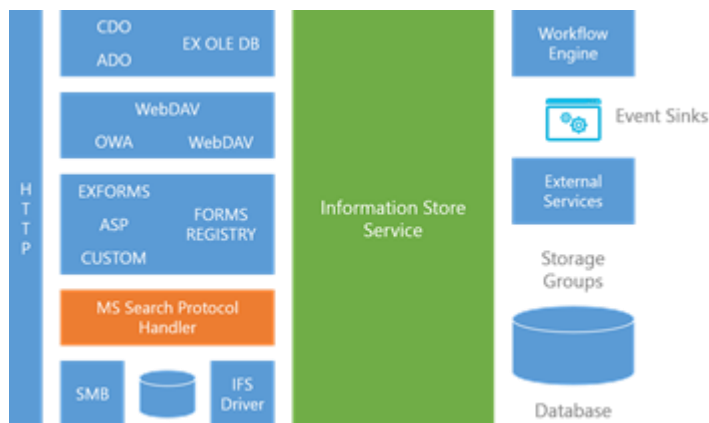 H
T
T
P
CDO
ADO
EX OLE DB
WebDAV
OWA
WebDAV
EXFORMS
ASP
CUSTOM
FORMS
REGISTRY
MS Search Protocol
Handler
SMB
IFS
Driver
Information Store
Service
Workflow
Engine
Event Sinks
External
Services
Storage
Groups
Database